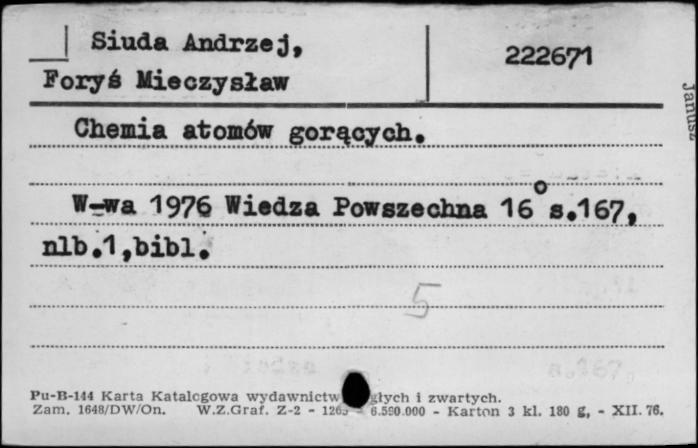 Siuda Andrzej,
222671
Foryś Mieczysław
Janusz
Chemia atomów gorących.
W-wa 1976 Wiedza Powszechna 16° s.167,
nlb.1,bibl.
5
Pu-B-144 Karta Katalogowa wydawnictw głych i zwartych.
Zam. 1648/DW/On. W.Z.Graf. Z-2 - 6.590.000 - Karton 3 kl. 180 g, - XII. 76.